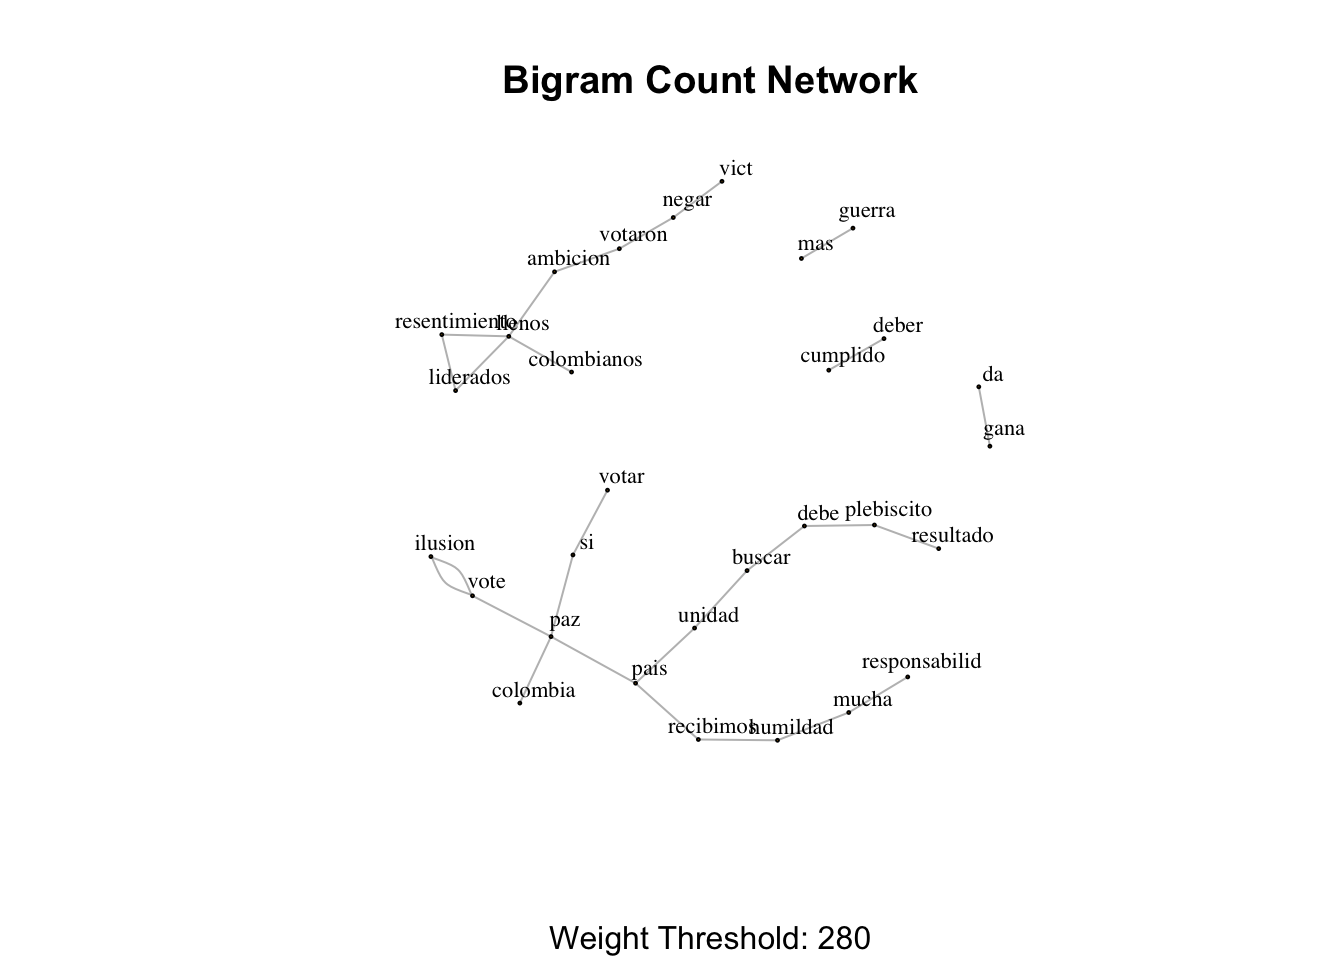 Bigram Count Network
vict
negar
guerra
votaron
mas
ambicion
resentimiento
llenos
deber
cumplido
colombianos
liderados
da
gana
votar
debe
plebiscito
resultado
ilusion
si
buscar
vote
unidad
paz
pais
responsabilid
colombia
mucha
recibimos
humildad
Weight Threshold: 280